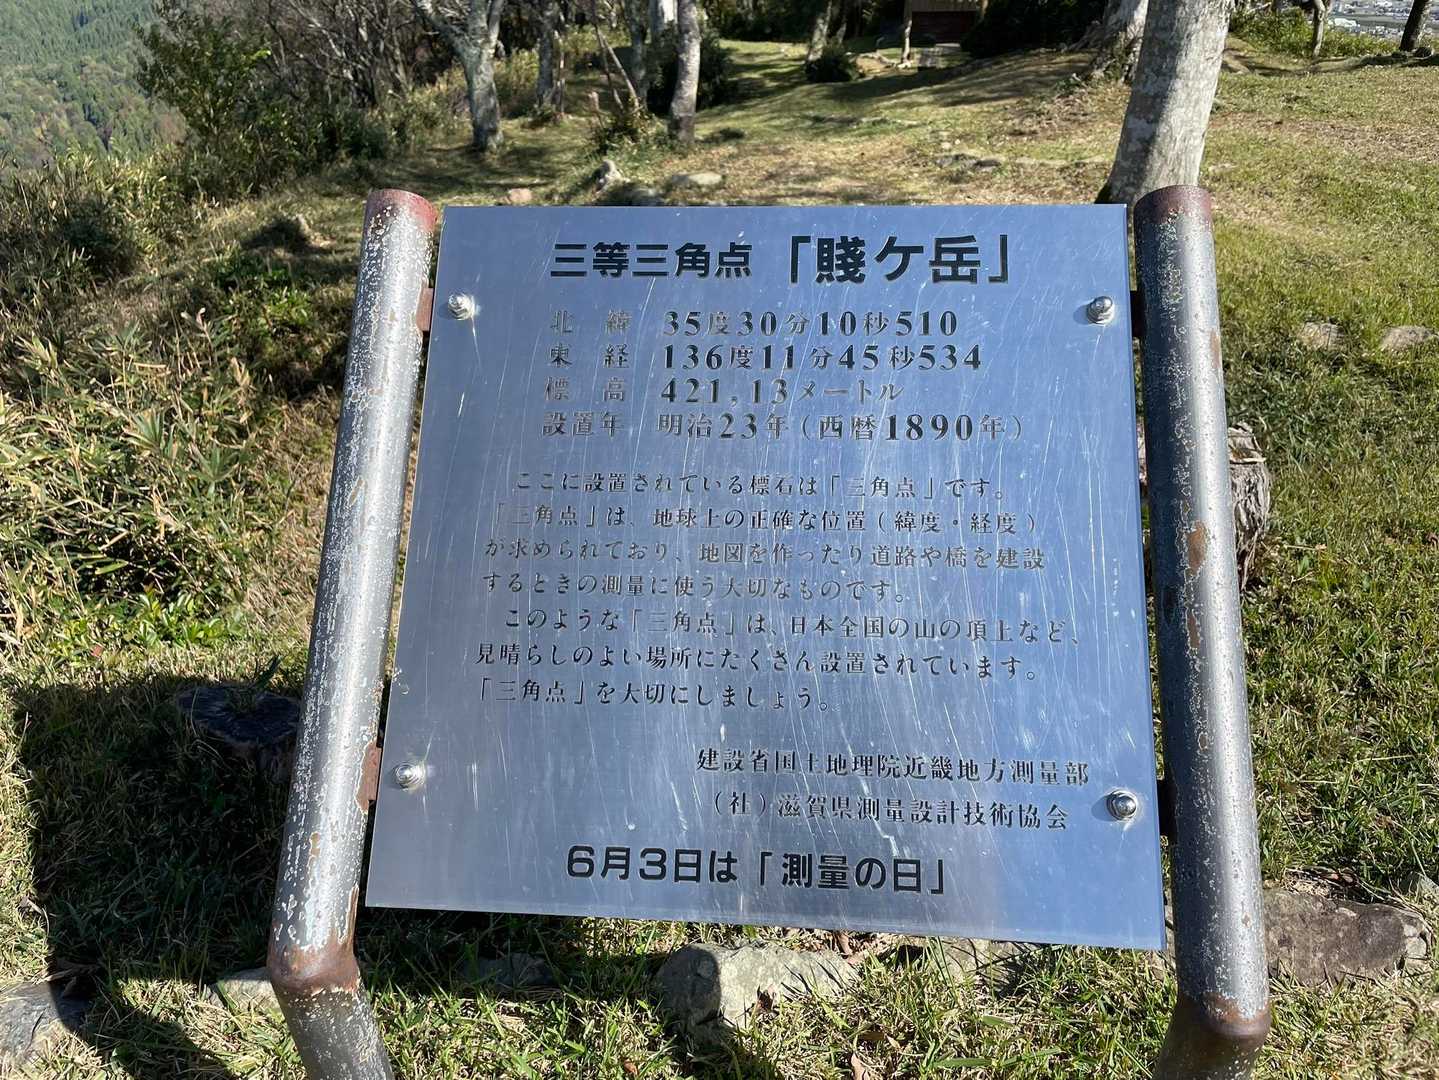 三等三角点「賤ケ岳」
北 緯 35度30分10秒510
東 経 136度11分45秒534
標 高 421,13メートル
設置年 明治23年(西暦1890年)
ここに設置されている標石は「三角点」です。
「三角点」は、地球上の正確な位置(緯度・経度)
が求められており、地図を作ったり道路や橋を建設
するときの測量に使う大切なものです。
このような「三角点」は、日本全国の山の頂上など、
見晴らしのよい場所にたくさん設置されています。
「三角点」を大切にしましょう。
建設省国土地理院近畿地方測量部
(社)滋賀県測量設計技術協会
6月3日は「測量の日」